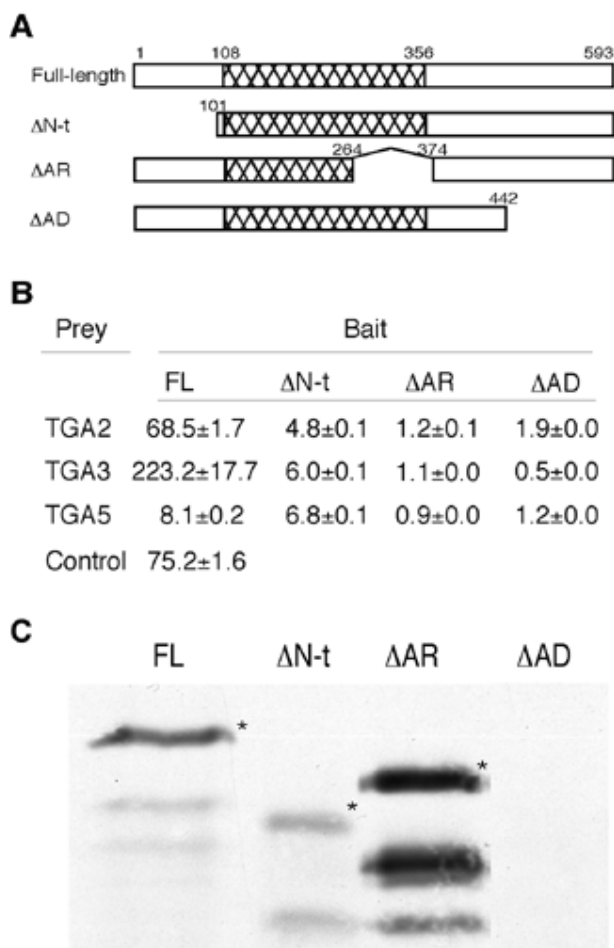 A
1 108 356 593
Full-length
101
ΔN-t
264 374
ΔAR
442
ΔAD
B
Prey Bait
FL ΔN-t ΔAR ΔAD
TGA2 68.5±1.7 4.8±0.1 1.2±0.1 1.9±0.0
TGA3 223.2±17.7 6.0±0.1 1.1±0.0 0.5±0.0
TGA5 8.1±0.2 6.8±0.1 0.9±0.0 1.2±0.0
Control 75.2±1.6
C
FL ΔN-t ΔAR ΔAD
* * *